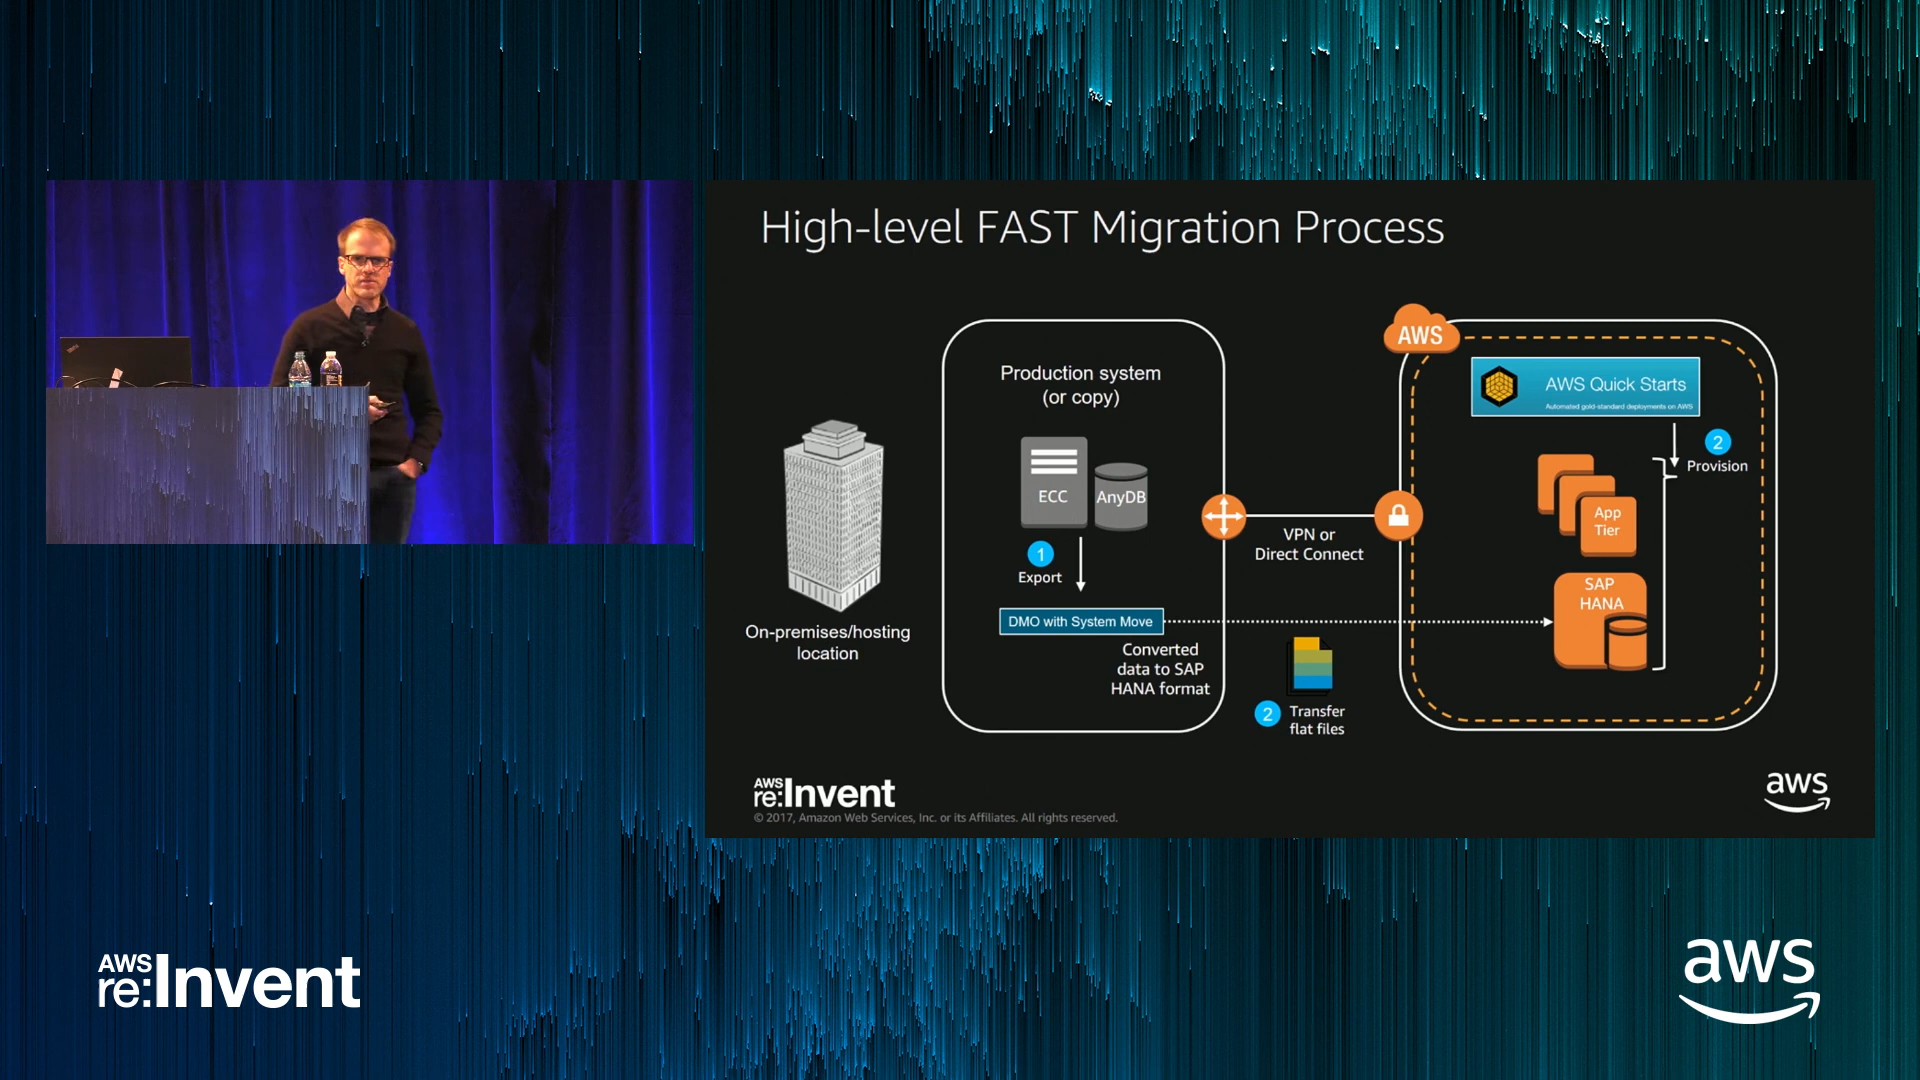 High-level FAST Migration Process
Production system
(or copy)
ECC
AnyDB
1
Export
DMO with System Move
Converted
data to SAP
HANA format
On-premises/hosting
location
VPN or
Direct Connect
2
Transfer
flat files
AWS
AWS Quick Starts
Automated gold-standard deployments on AWS
2
Provision
App
Tier
SAP
HANA
AWS
re:Invent
© 2017, Amazon Web Services, Inc. or its Affiliates. All rights reserved.
aws
AWS
re:Invent
aws